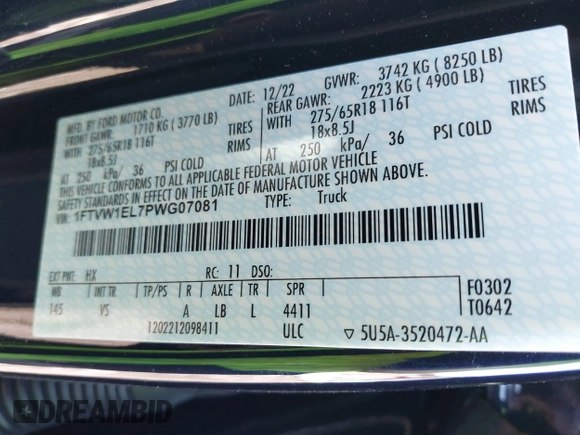 MFD. BY FORD MOTOR CO. DATE: 12/22 GVWR: 3742 KG ( 8250 LB)
FRONT GAWR: 1710 KG ( 3770 LB) REAR GAWR: 2223 KG ( 4900 LB)
WITH 275/65R18 116T TIRES WITH 275/65R18 116T TIRES
18x8.5J RIMS 18x8.5J RIMS
AT 250 kPa/ 36 PSI COLD AT 250 kPa/ 36 PSI COLD
THIS VEHICLE CONFORMS TO ALL APPLICABLE FEDERAL MOTOR VEHICLE
SAFETY STANDARDS IN EFFECT ON THE DATE OF MANUFACTURE SHOWN ABOVE.
VIN: 1FTVW1EL7PWG07081 TYPE: Truck
EXT PNT: HX RC: 11 DSO:
WB INT TR TP/PS R AXLE TR SPR F0302
145 VS A LB L 4411 T0642
1202212098411 ULC ▽ 5U5A-3520472-AA
DREAMBID